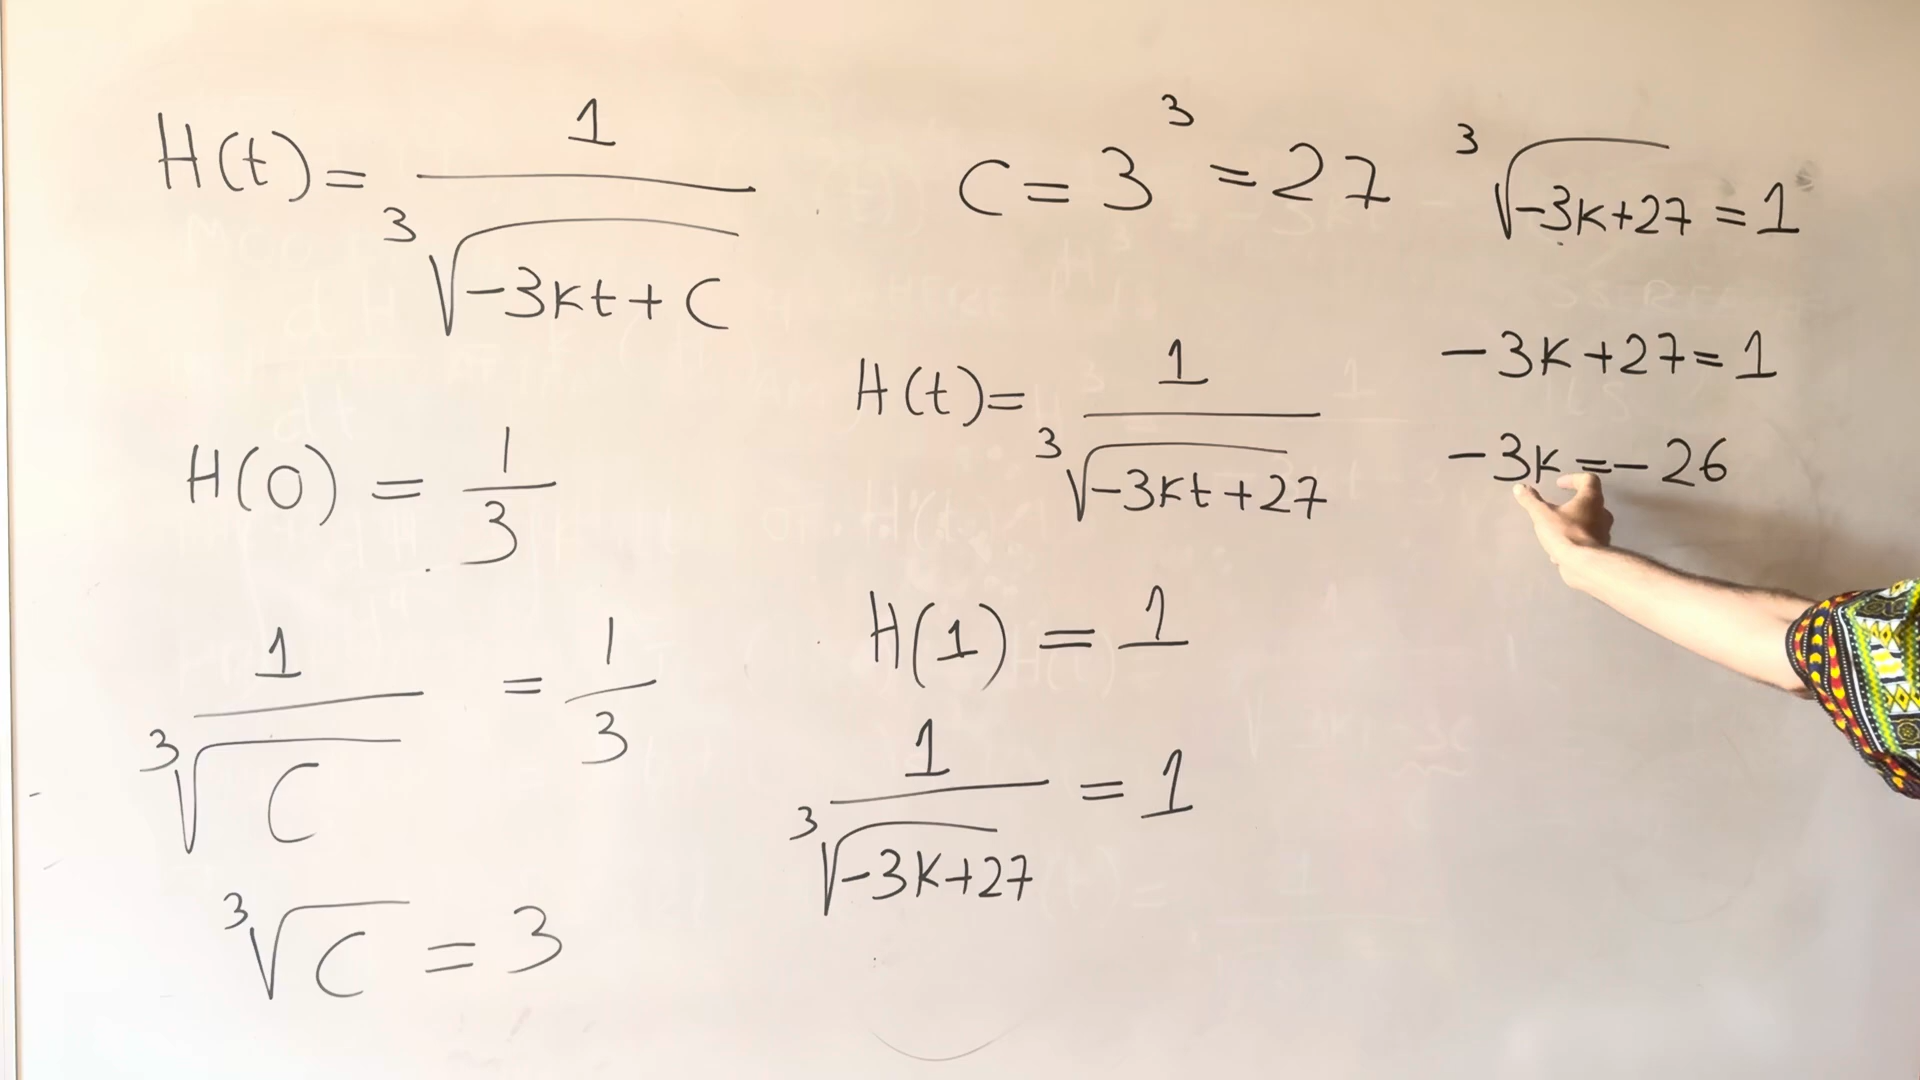 H(t) = 1 / ∛(-3kt + C)
H(0) = 1/3
1 / ∛C = 1/3
∛C = 3
C = 3³ = 27
H(t) = 1 / ∛(-3kt + 27)
H(1) = 1
1 / ∛(-3k+27) = 1
∛(-3k+27) = 1
-3k+27 = 1
-3k = -26